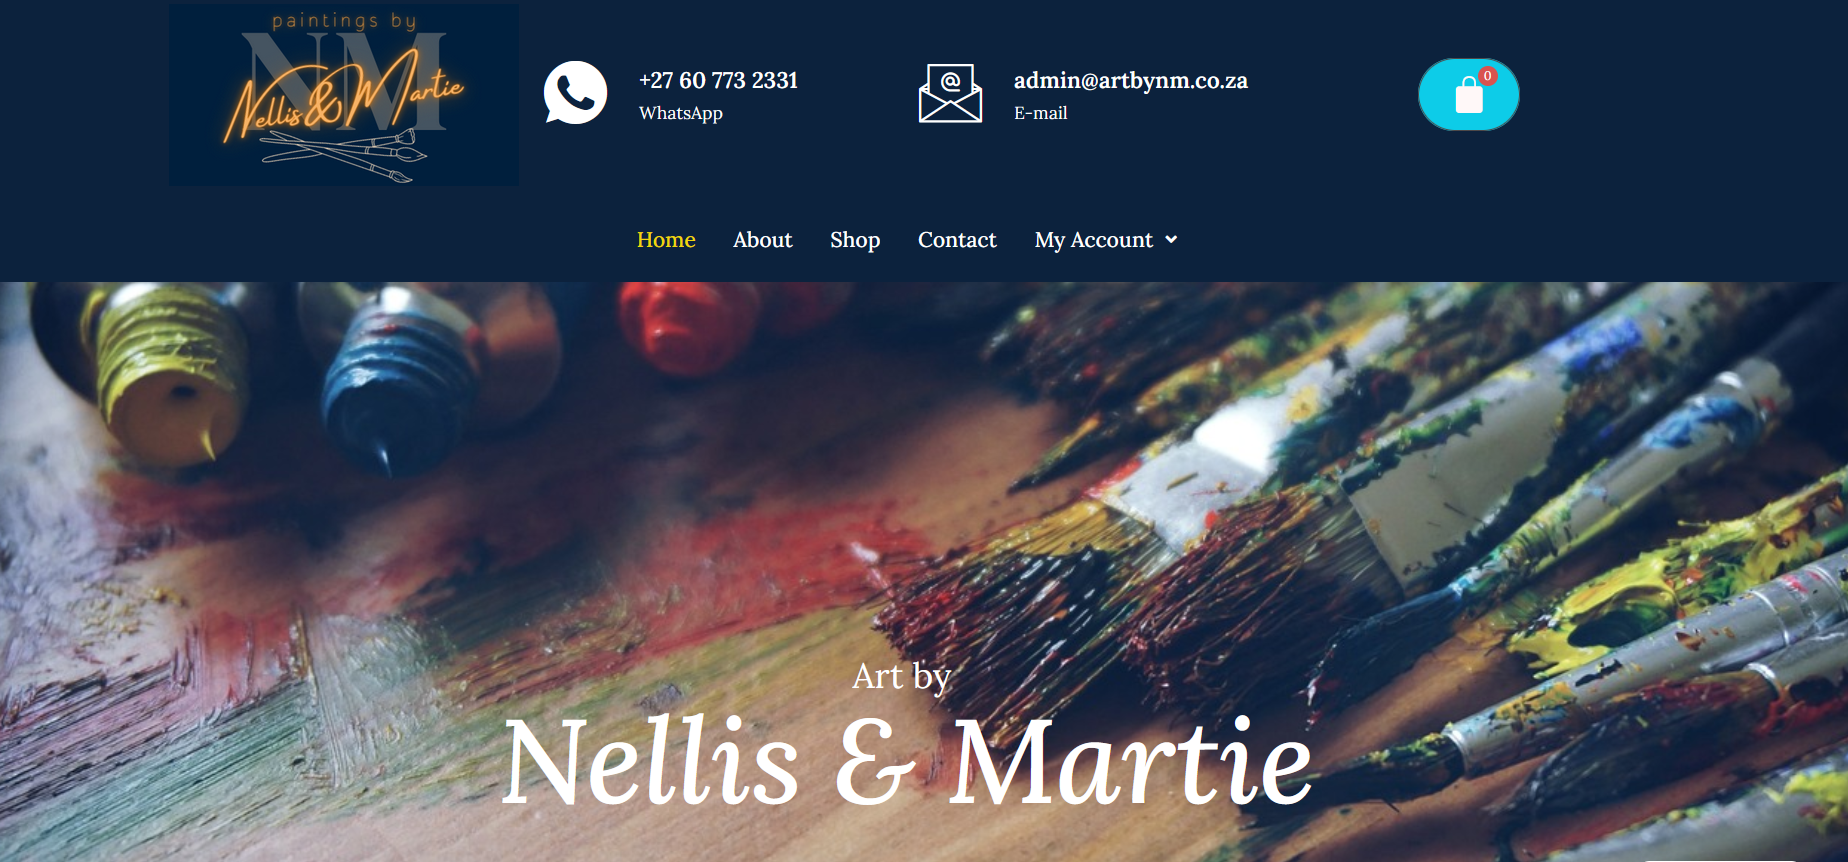 paintings by
NM
Nellis & Martie
+27 60 773 2331
WhatsApp
admin@artbynm.co.za
E-mail
0
Home About Shop Contact My Account
Art by
Nellis & Martie